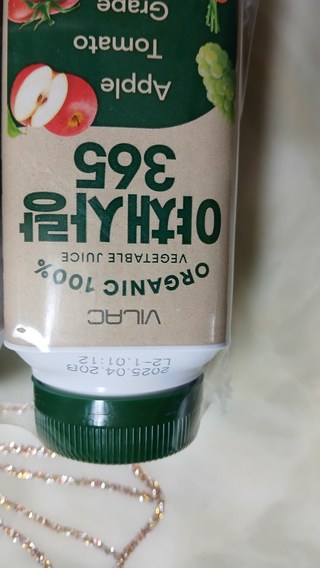 2025.04.20B
L2-1.01:12
VILAC
ORGANIC 100%
VEGETABLE JUICE
야채사랑
365
Apple
Tomato
Grape